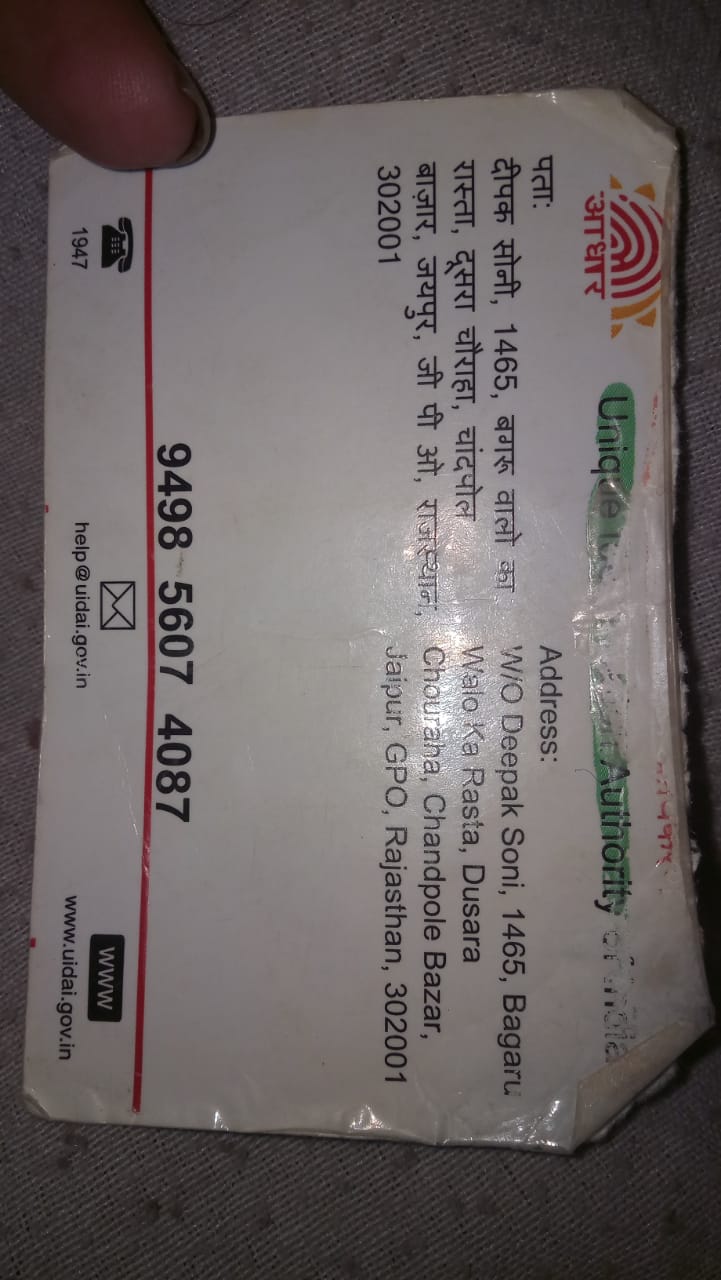 आधार
Unique Authority of India
पता:
दीपक सोनी, 1465, बगरू वालो का
रास्ता, दूसरा चौराहा, चांदपोल
बाज़ार, जयपुर, जी पी ओ, राजस्थान,
302001
Address:
W/O Deepak Soni, 1465, Bagaru
Walo Ka Rasta, Dusara
Chouraha, Chandpole Bazar,
Jaipur, GPO, Rajasthan, 302001
9498 5607 4087
1947
help@uidai.gov.in
www
www.uidai.gov.in